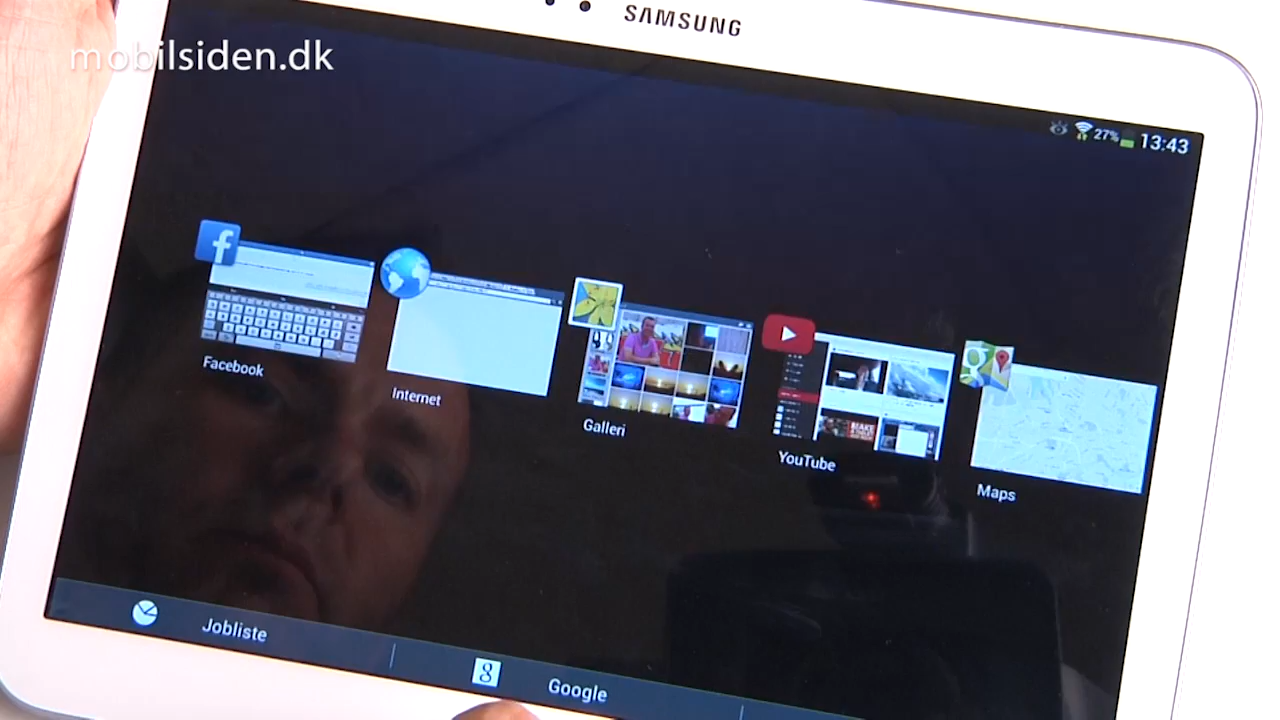 SAMSUNG
mobilsiden.dk
27%
13:43
Facebook
Internet
Galleri
YouTube
Maps
Jobliste
Google